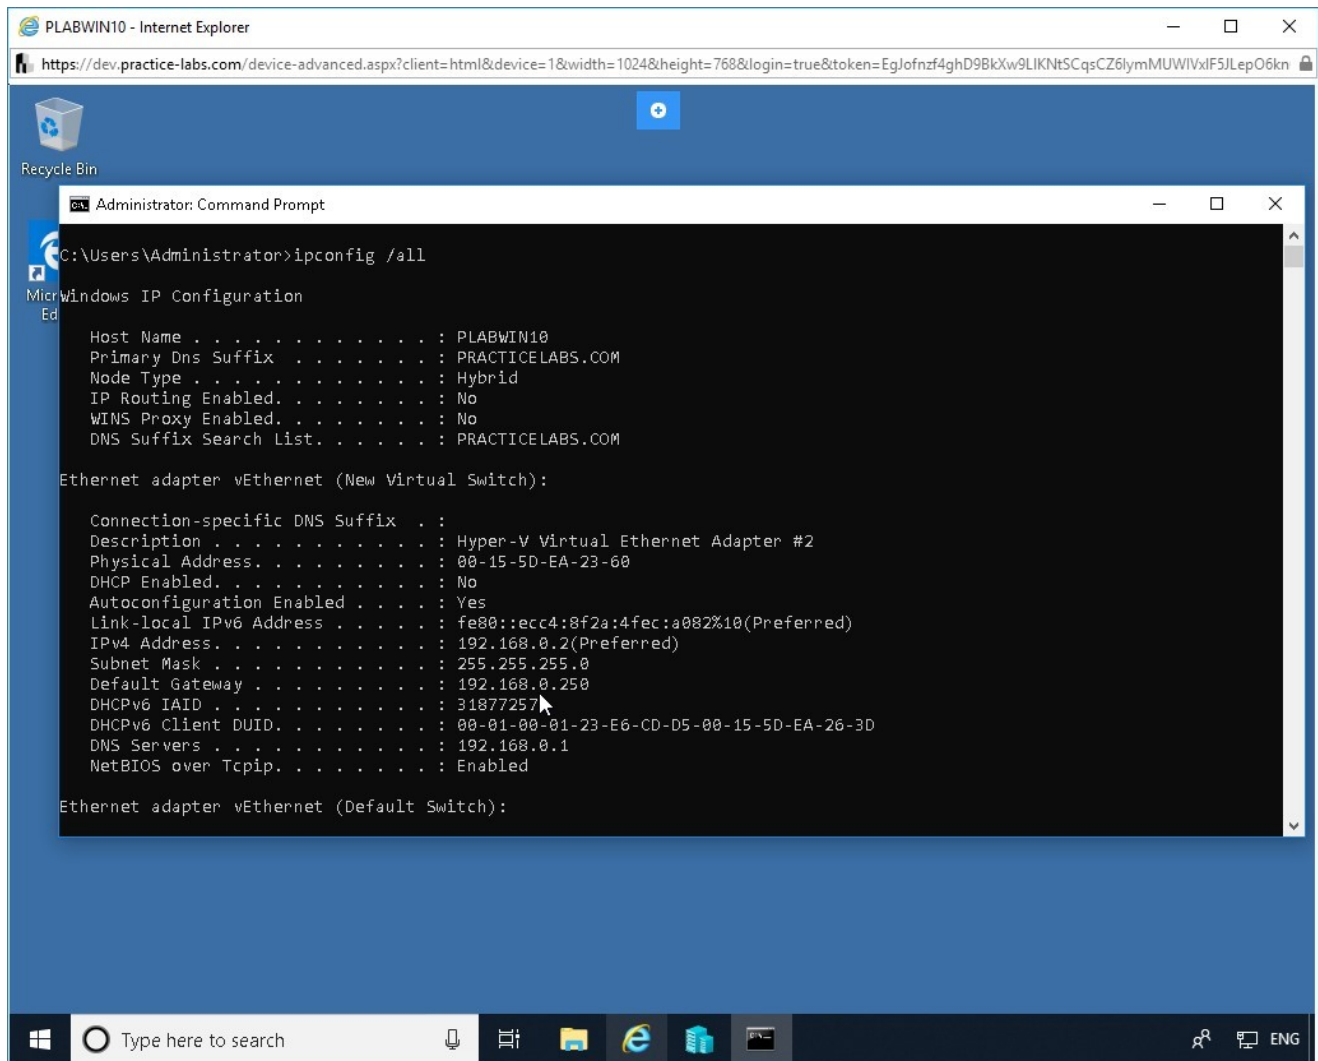 PLABWIN10 - Internet Explorer
https://dev.practice-labs.com/device-advanced.aspx?client=html&device=1&width=1024&height=768&login=true&token=
Recycle Bin
Administrator: Command Prompt
C:\Users\Administrator>ipconfig /all
Micr
Ed
Windows IP Configuration
Host Name . . . . . . . . . . . . : PLABWIN10
Primary Dns Suffix . . . . . . . : PRACTICELABS.COM
Node Type . . . . . . . . . . . . : Hybrid
IP Routing Enabled. . . . . . . . : No
WINS Proxy Enabled. . . . . . . . : No
DNS Suffix Search List. . . . . . : PRACTICELABS.COM
Ethernet adapter vEthernet (New Virtual Switch):
Connection-specific DNS Suffix . :
Description . . . . . . . . . . . : Hyper-V Virtual Ethernet Adapter #2
Physical Address. . . . . . . . . : 00-15-5D-EA-23-60
DHCP Enabled. . . . . . . . . . . : No
Autoconfiguration Enabled . . . . : Yes
Link-local IPv6 Address . . . . . : fe80::ecc4:8f2a:4fec:a082%10(Preferred)
IPv4 Address. . . . . . . . . . . : 192.168.0.2(Preferred)
Subnet Mask . . . . . . . . . . . : 255.255.255.0
Default Gateway . . . . . . . . . : 192.168.0.250
DHCPv6 IAID . . . . . . . . . . . : 31877257
DHCPv6 Client DUID. . . . . . . . : 00-01-00-01-23-E6-CD-D5-00-15-5D-EA-26-3D
DNS Servers . . . . . . . . . . . : 192.168.0.1
NetBIOS over Tcpip. . . . . . . . : Enabled
Ethernet adapter vEthernet (Default Switch):
Type here to search
ENG